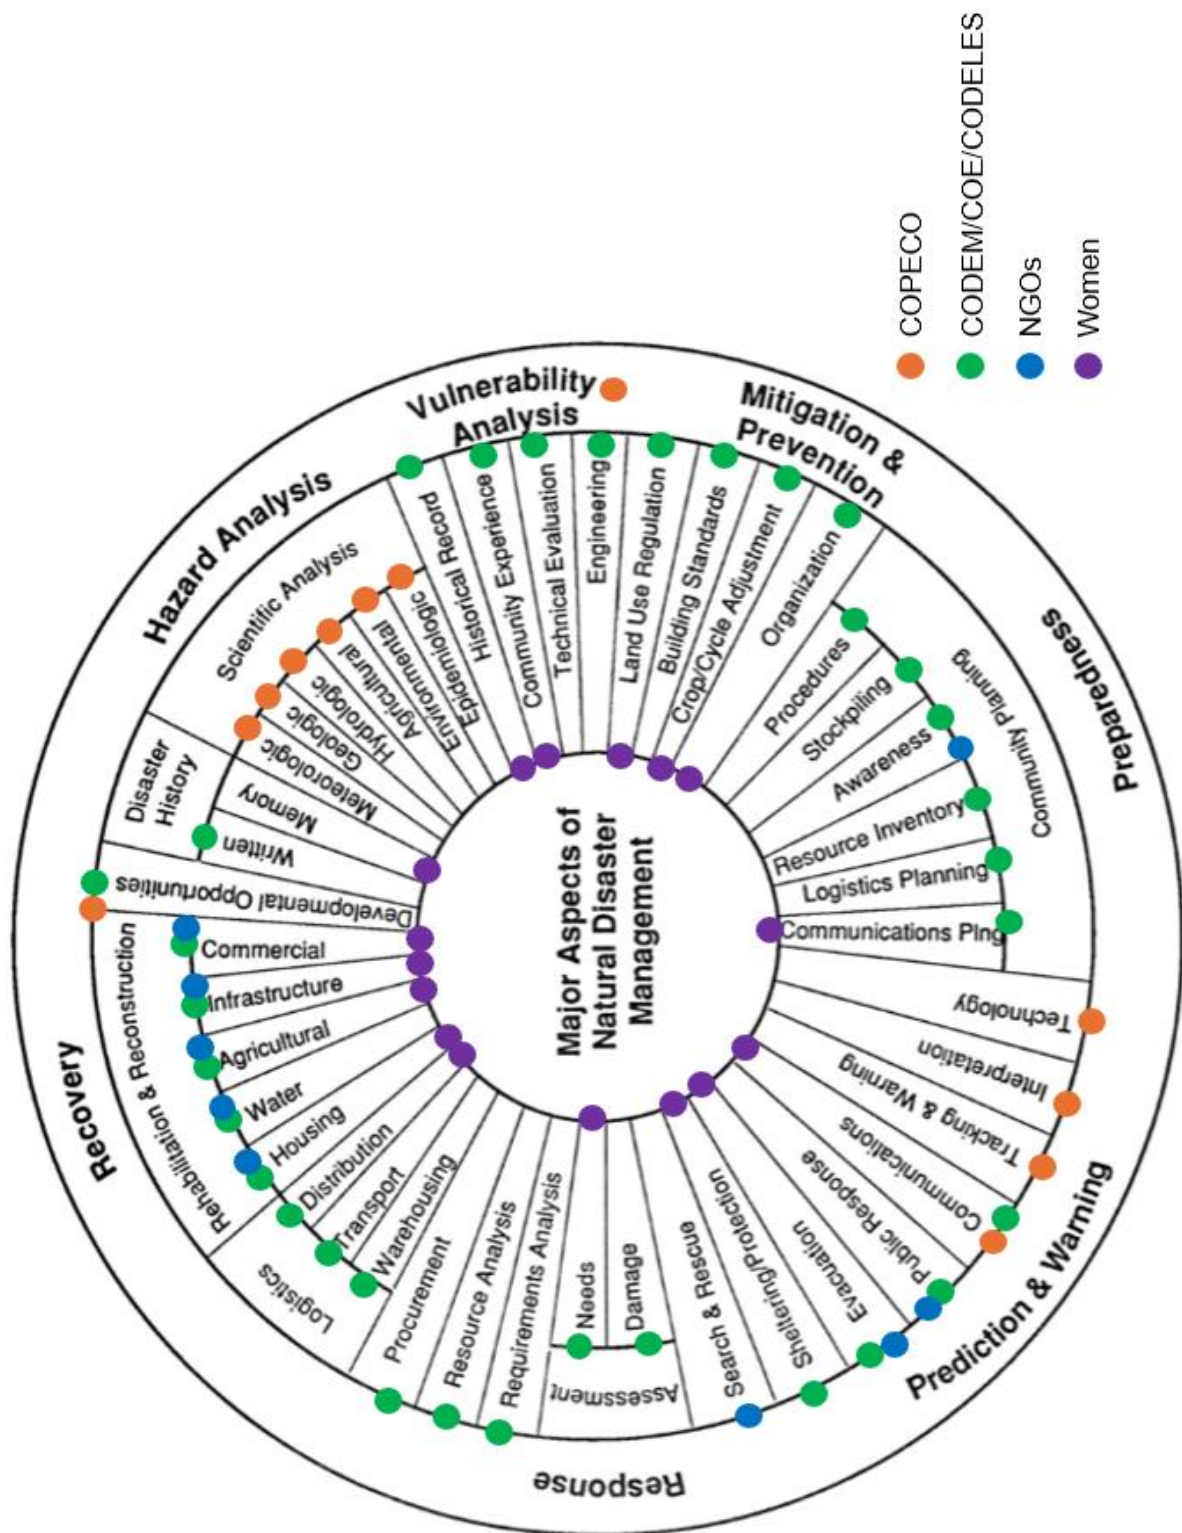 Major Aspects of
Natural Disaster
Management
Hazard Analysis
Disaster
History
Written
Memory
Scientific Analysis
Meteorologic
Geologic
Hydrologic
Agricultural
Environmental
Epidemiologic
Vulnerability
Analysis
Historical Record
Community Experience
Technical Evaluation
Mitigation &
Prevention
Engineering
Land Use Regulation
Building Standards
Crop/Cycle Adjustment
Organization
Preparedness
Community Planning
Procedures
Stockpiling
Awareness
Resource Inventory
Logistics Planning
Communications Plng
Prediction & Warning
Technology
Interpretation
Tracking & Warning
Communications
Public Response
Response
Evacuation
Sheltering/Protection
Search & Rescue
Assessment
Damage
Needs
Requirements Analysis
Resource Analysis
Procurement
Logistics
Warehousing
Transport
Distribution
Recovery
Rehabilitation & Reconstruction
Housing
Water
Agricultural
Infrastructure
Commercial
Developmental Opportunities
COPECO
CODEM/COE/CODELES
NGOs
Women